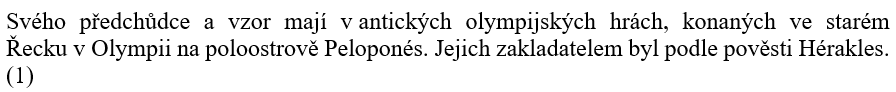 Svého předchůdce a vzor mají v antických olympijských hrách, konaných ve starém
Řecku v Olympii na poloostrově Peloponés. Jejich zakladatelem byl podle pověsti Hérakles.
(1)